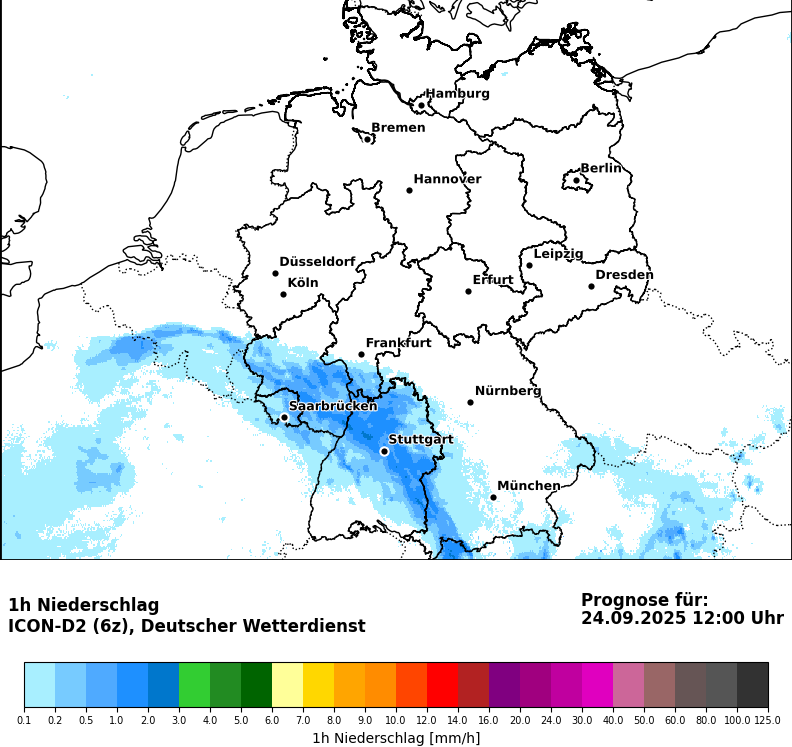 Hamburg
Bremen
Berlin
Hannover
Leipzig
Düsseldorf
Dresden
Köln
Erfurt
Frankfurt
Nürnberg
Saarbrücken
Stuttgart
München
1h Niederschlag
ICON-D2 (6z), Deutscher Wetterdienst
Prognose für:
24.09.2025 12:00 Uhr
0.1 0.2 0.5 1.0 2.0 3.0 4.0 5.0 6.0 7.0 9.0 10.0 12.0 14.0 16.0 20.0 24.0 30.0 40.0 50.0 60.0 80.0 100.0 125.0
1h Niederschlag [mm/h]